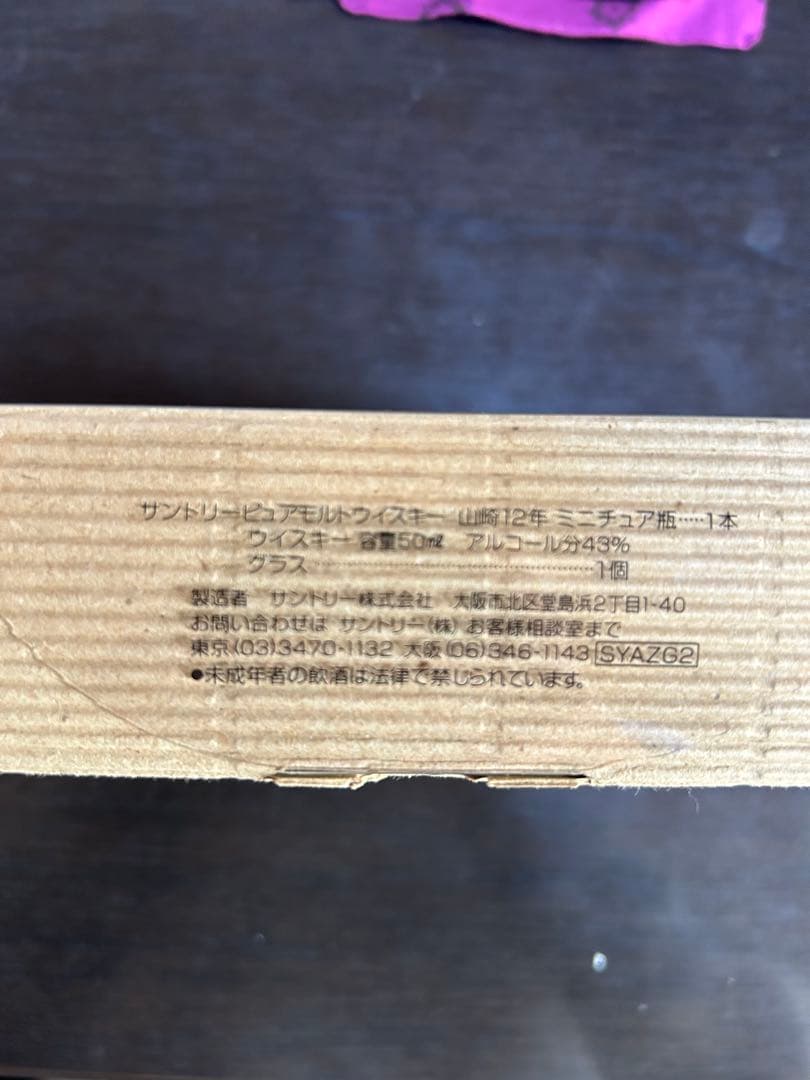 サントリーピュアモルトウイスキー 山崎12年 ミニチュア瓶……1本
ウイスキー 容量50㎖ アルコール分43%
グラス……………………………………1個
製造者 サントリー株式会社 大阪市北区堂島浜2丁目1-40
お問い合わせは サントリー(株) お客様相談室まで
東京(03)3470-1132 大阪(06)346-1143 SYAZG2
●未成年者の飲酒は法律で禁じられています。